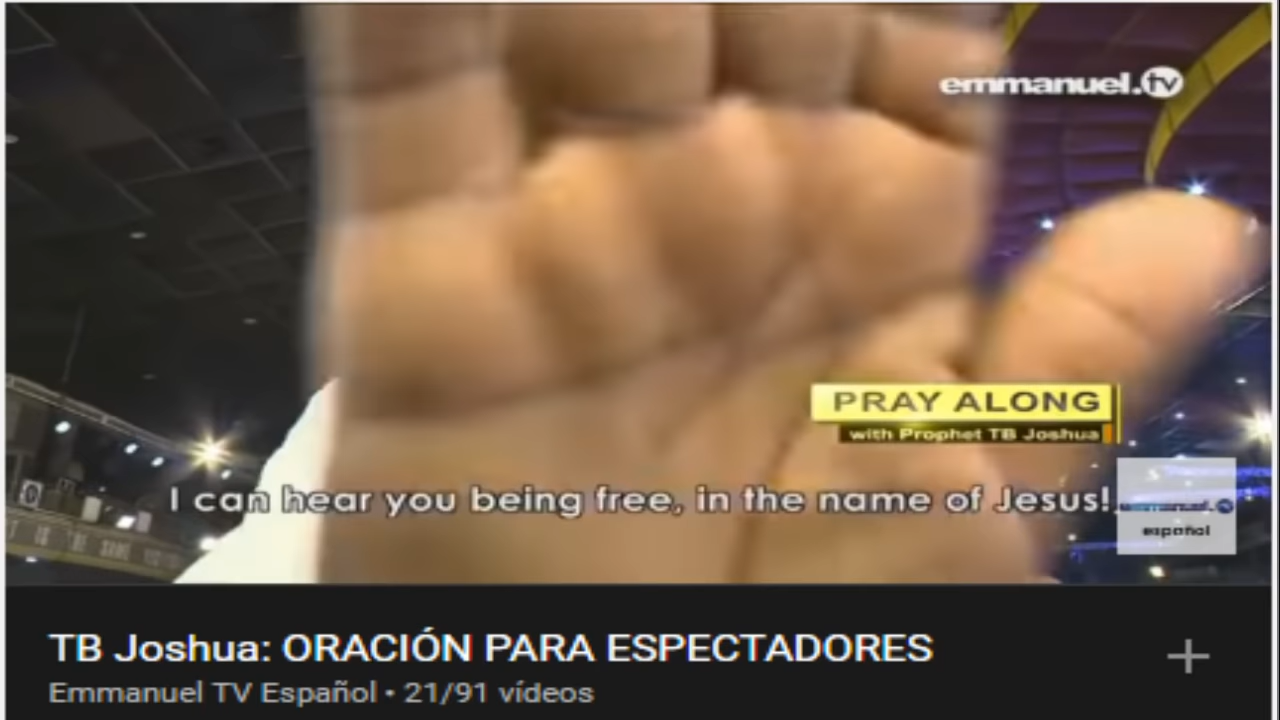 emmanuel.tv
PRAY ALONG
with Prophet TB Joshua
I can hear you being free, in the name of Jesus!
emmanuel.tv
español
TB Joshua: ORACIÓN PARA ESPECTADORES
Emmanuel TV Español • 21/91 vídeos